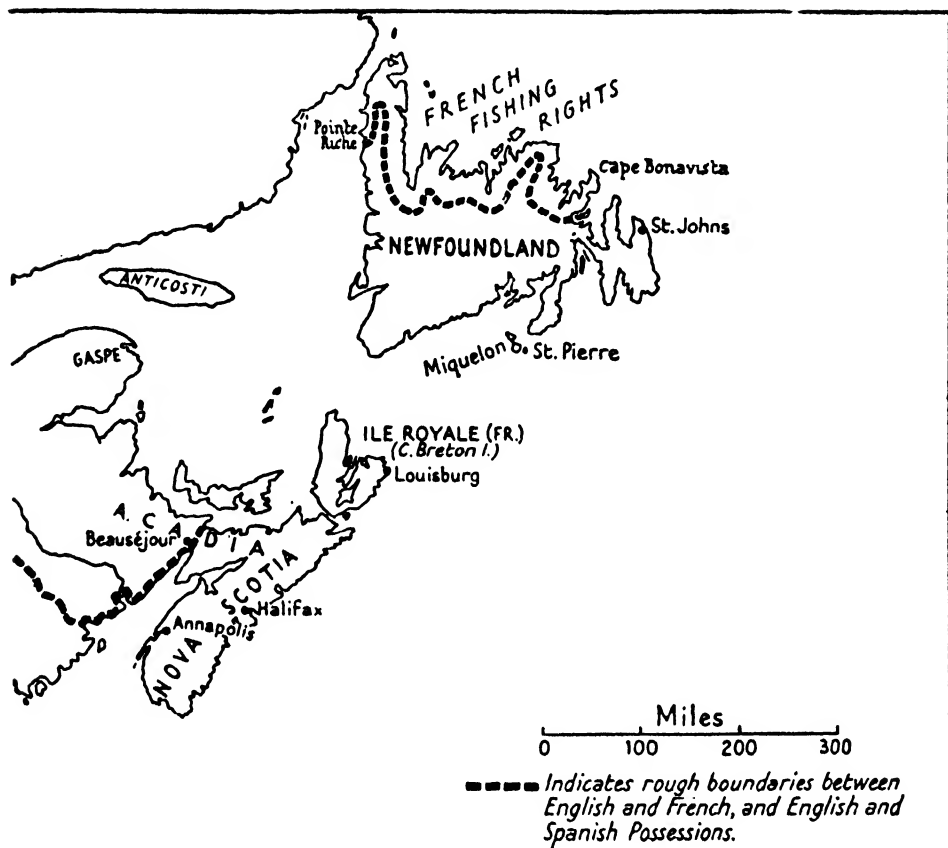 FRENCH
FISHING
RIGHTS
Pointe
Riche
Cape Bonavista
St. Johns
NEWFOUNDLAND
ANTICOSTI
GASPE
Miquelon
St. Pierre
ILE ROYALE (FR.)
(C. Breton I.)
Louisburg
ACADIA
Beauséjour
NOVA SCOTIA
Halifax
Annapolis
Miles
0 100 200 300
Indicates rough boundaries between
English and French, and English and
Spanish Possessions.